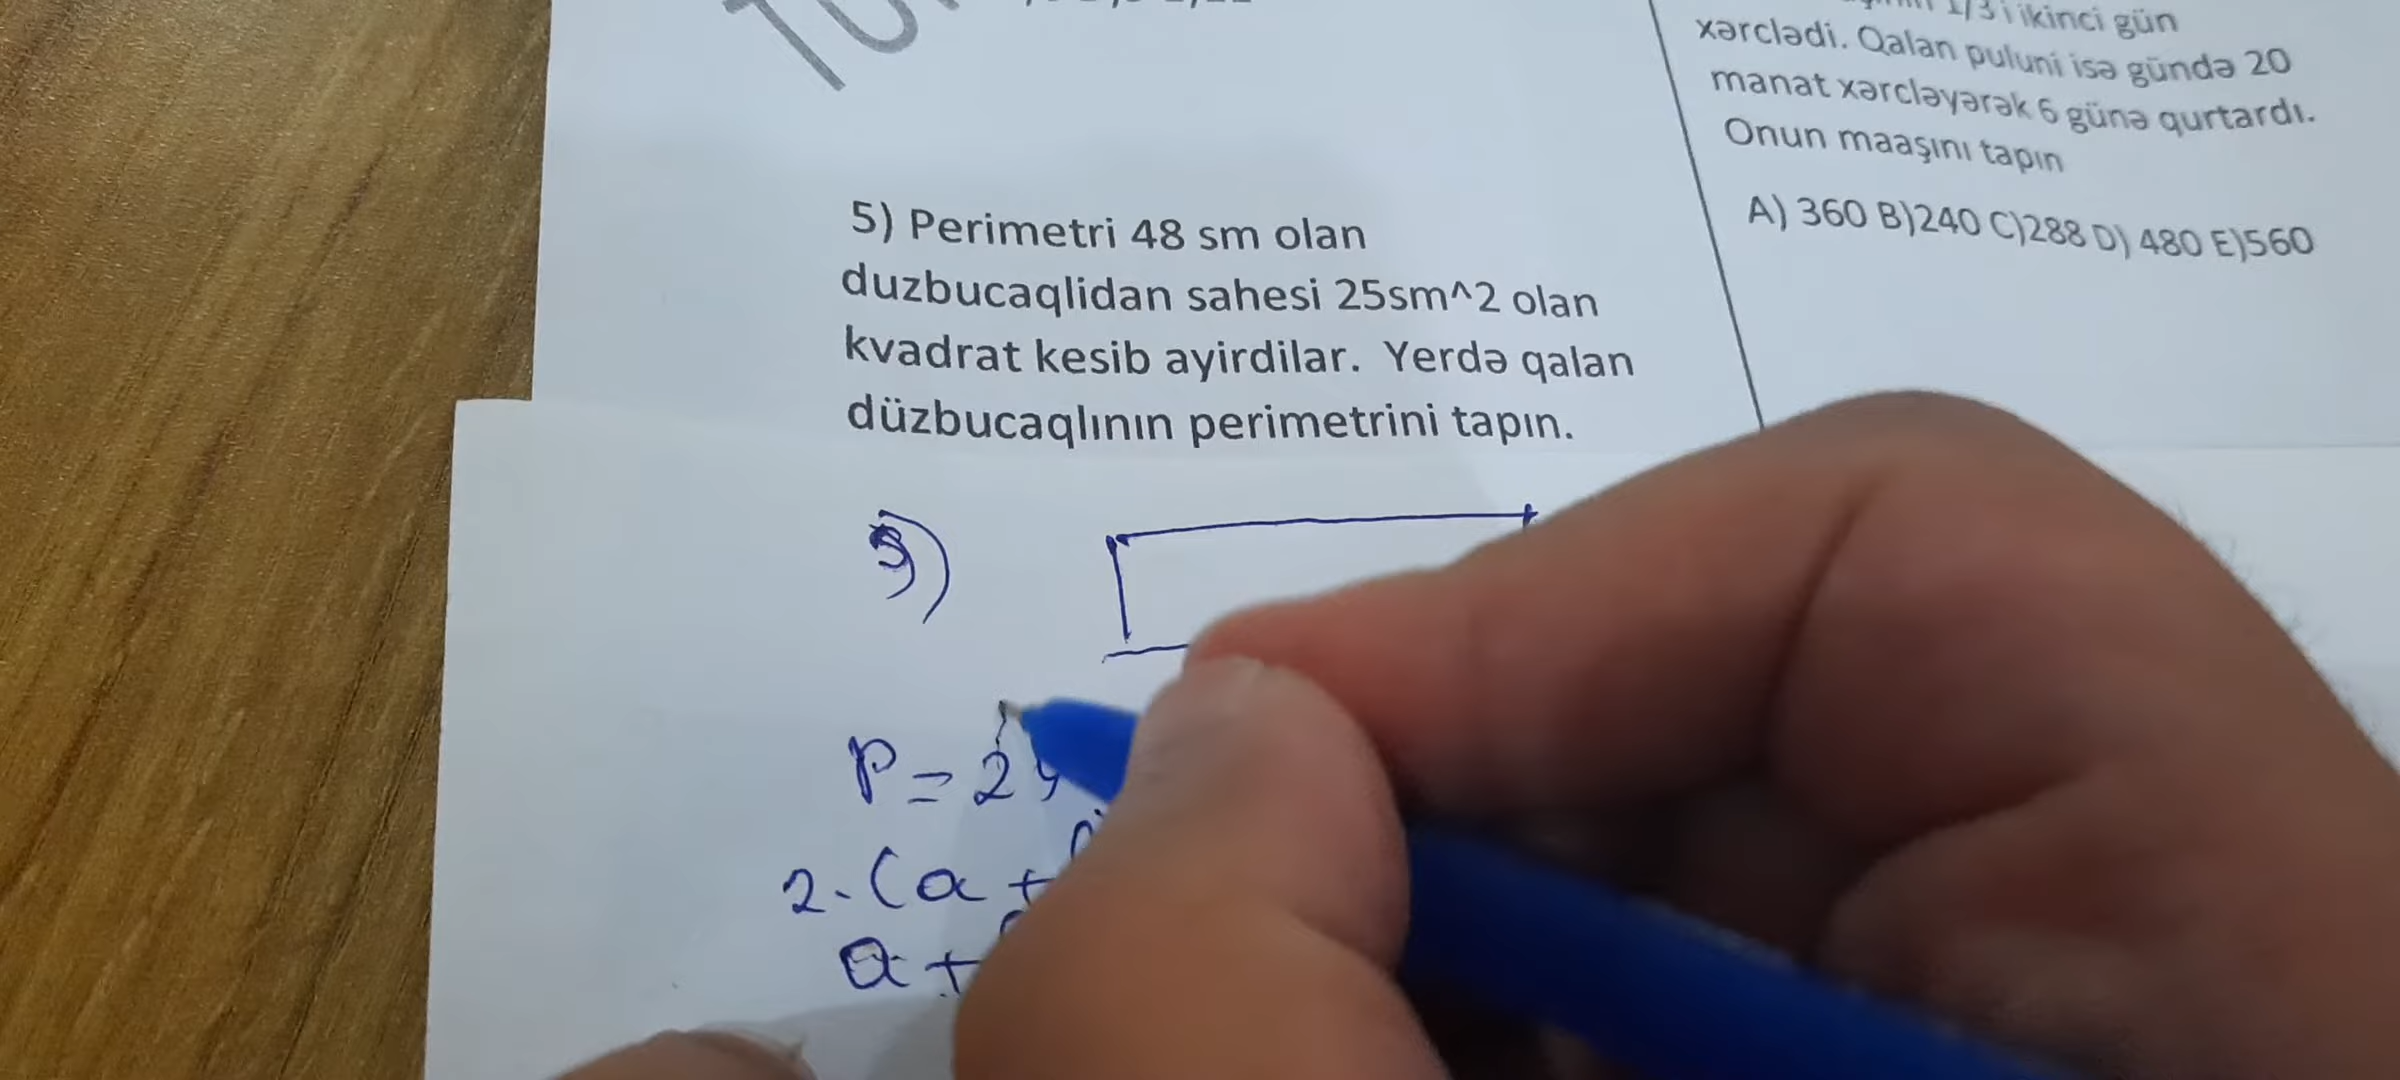 1/3 i ikinci gün
xərclədi. Qalan puluni isə gündə 20
manat xərcləyərək 6 günə qurtardı.
Onun maaşını tapın
A) 360 B)240 C)288 D) 480 E)560
5) Perimetri 48 sm olan
duzbucaqlidan sahesi 25sm^2 olan
kvadrat kesib ayirdilar. Yerdə qalan
düzbucaqlının perimetrini tapın.
5)
P = 24
2·(a +
a +